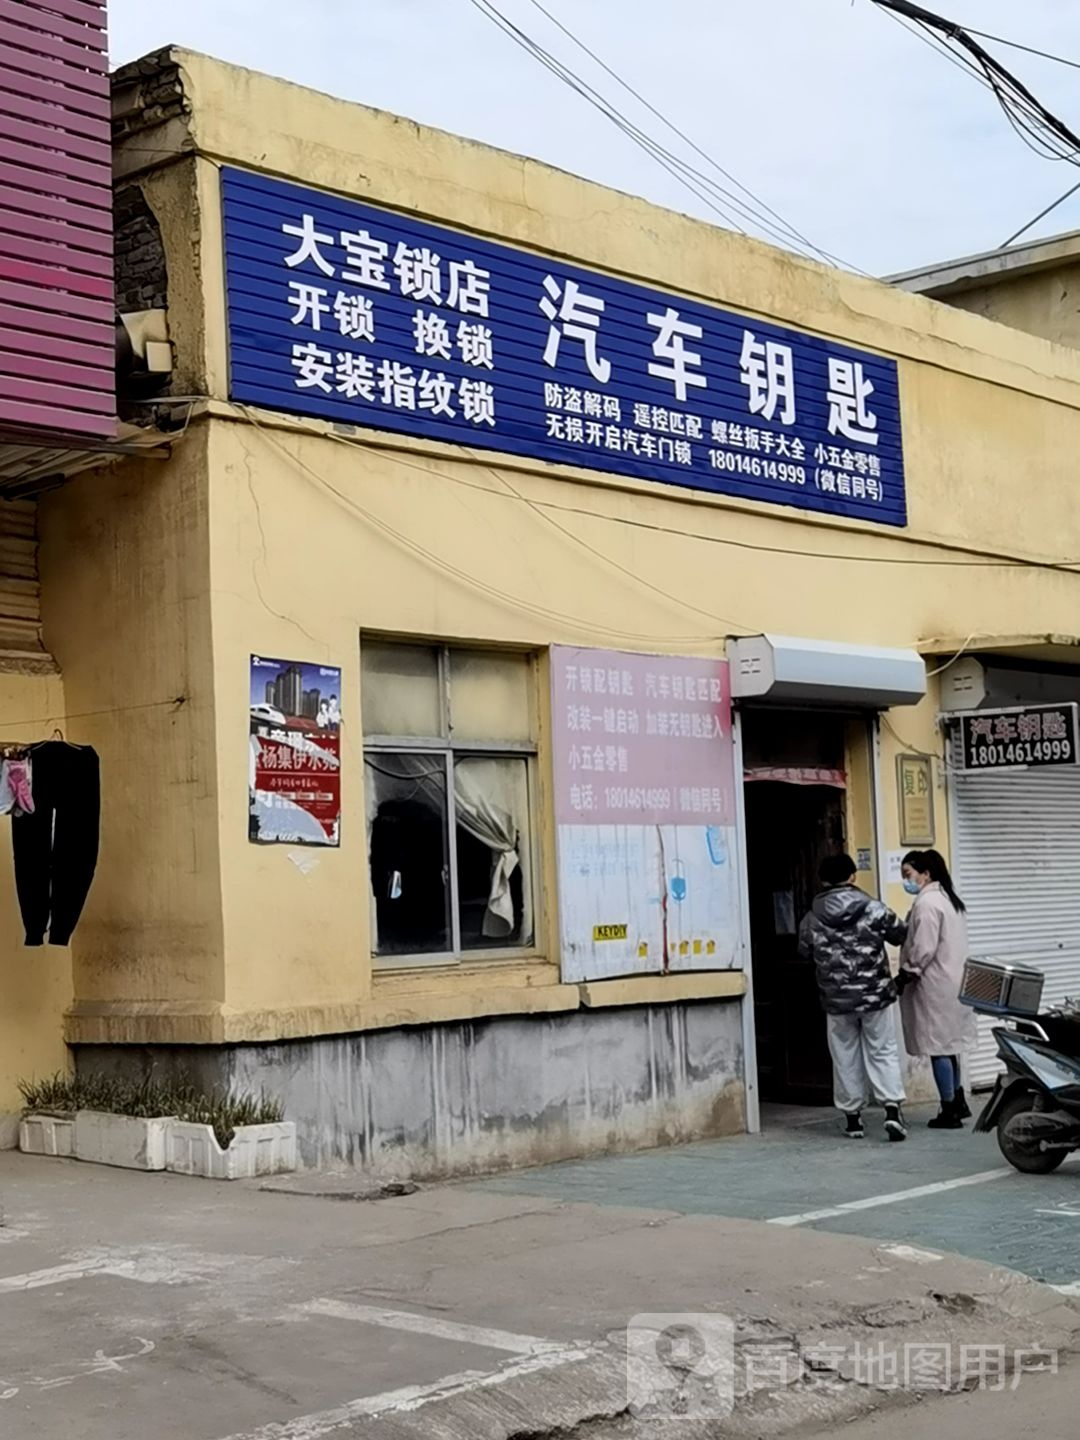 大宝锁店
开锁 换锁
安装指纹锁
汽车钥匙
防盗解码 遥控匹配 螺丝扳手大全 小五金零售
无损开启汽车门锁 18014614999 (微信同号)
开锁配钥匙 汽车钥匙匹配
改装一键启动 加装无钥匙进入
小五金零售
电话：18014614999（微信同号）
KEYDIY
杨集伊水苑
复印
汽车钥匙
18014614999
百度地图用户